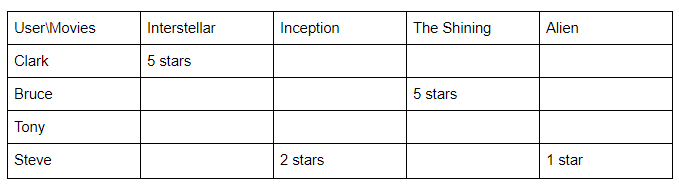 User\Movies Interstellar Inception The Shining Alien
Clark 5 stars
Bruce 5 stars
Tony
Steve 2 stars 1 star